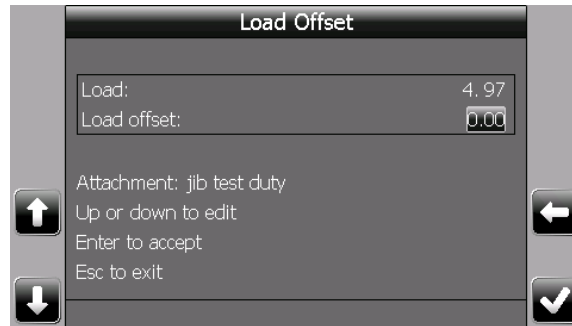 Load Offset
Load: 4.97
Load offset: 0.00
Attachment: jib test duty
Up or down to edit
Enter to accept
Esc to exit